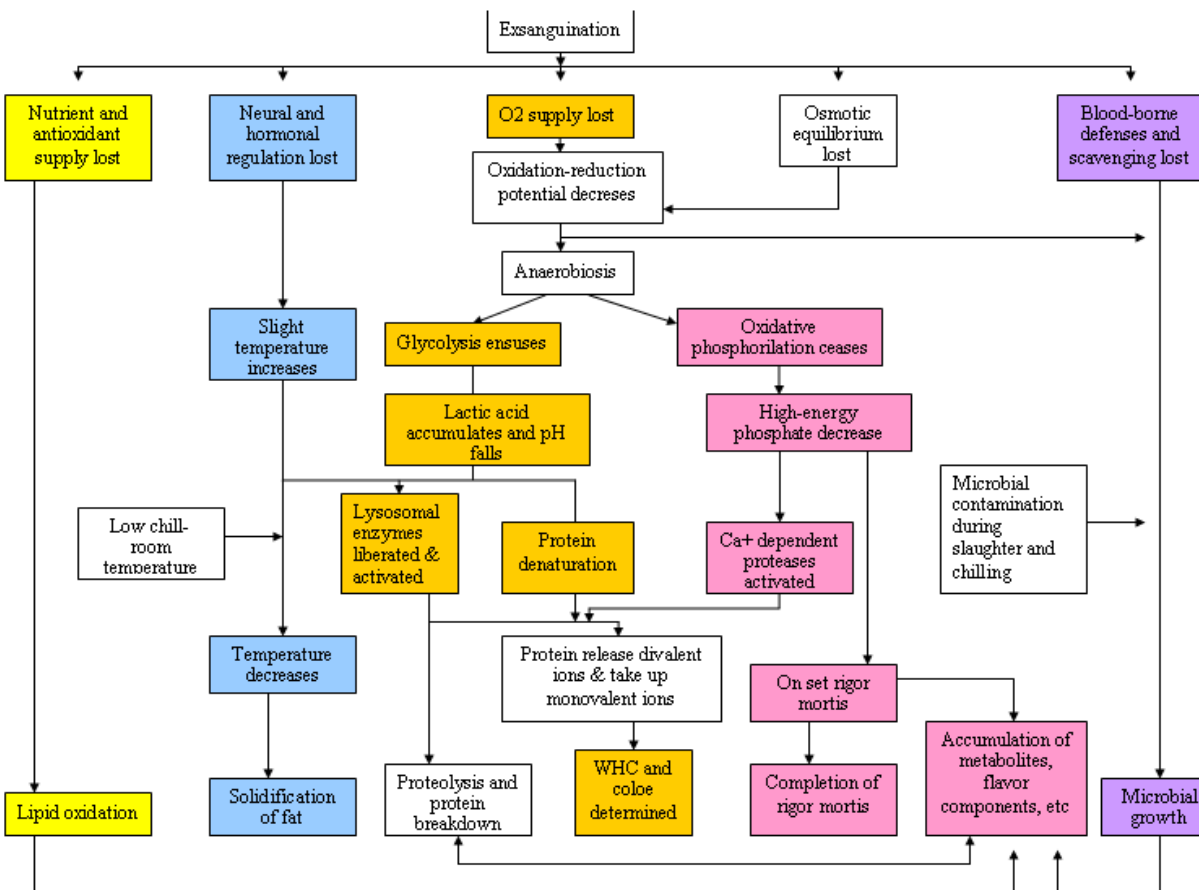 Exsanguination
Nutrient and
antioxidant
supply lost
Neural and
hormonal
regulation lost
O2 supply lost
Osmotic
equilibrium
lost
Blood-borne
defenses and
scavenging lost
Oxidation-reduction
potential decreses
Anaerobiosis
Slight
temperature
increases
Glycolysis ensuses
Oxidative
phosphorilation ceases
Lactic acid
accumulates and pH
falls
High-energy
phosphate decrease
Low chill-
room
temperature
Lysosomal
enzymes
liberated &
activated
Protein
denaturation
Ca+ dependent
proteases
activated
Microbial
contamination
during
slaughter and
chilling
Temperature
decreases
Protein release divalent
ions & take up
monovalent ions
On set rigor
mortis
Lipid oxidation
Solidification
of fat
Proteolysis and
protein
breakdown
WHC and
coloe
determined
Completion of
rigor mortis
Accumulation of
metabolites,
flavor
components, etc
Microbial
growth